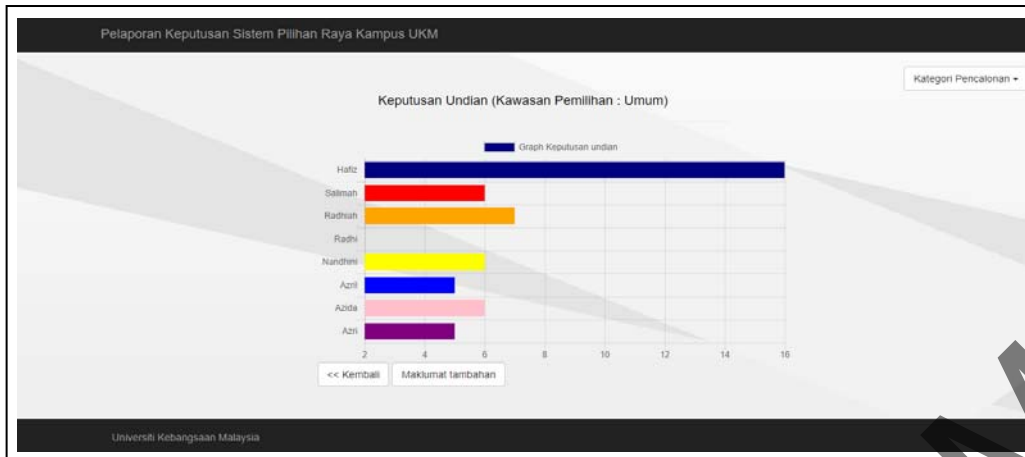 Pelaporan Keputusan Sistem Pilihan Raya Kampus UKM
Kategori Pencalonan
Keputusan Undian (Kawasan Pemilihan : Umum)
Graph Keputusan undian
Hafiz
Salimah
Radhiah
Radhi
Nandhini
Azril
Azida
Azri
2 4 6 8 10 12 14 16
<< Kembali Maklumat tambahan
Universiti Kebangsaan Malaysia